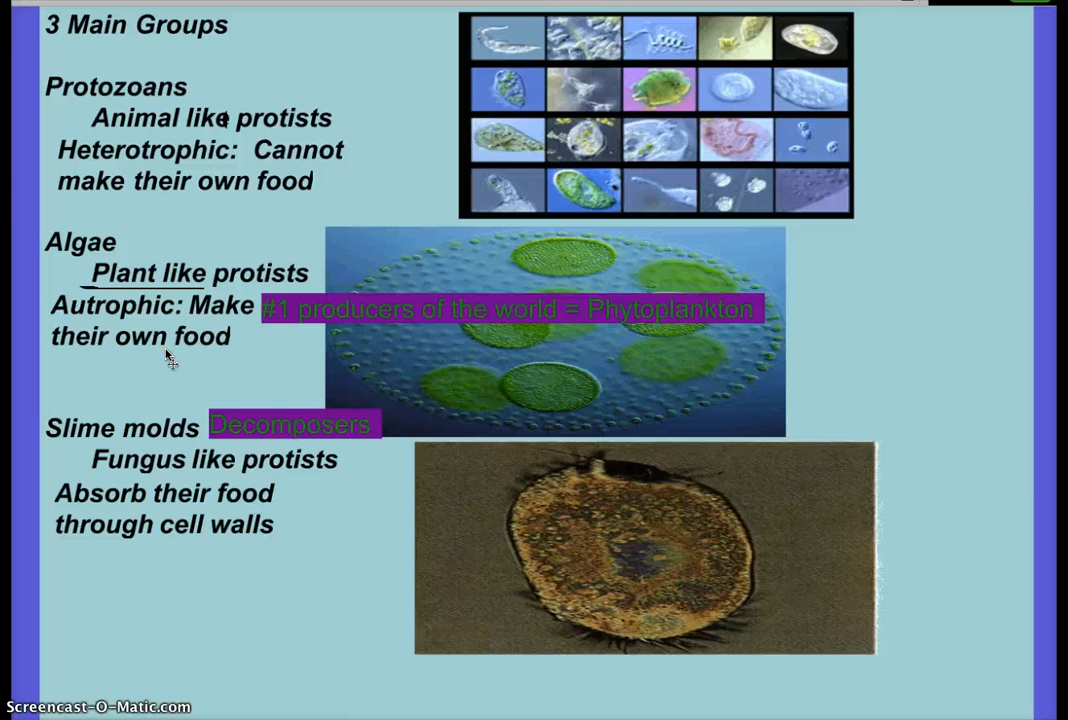 3 Main Groups
Protozoans
Animal like protists
Heterotrophic: Cannot
make their own food
Algae
Plant like protists
Autrophic: Make
their own food
#1 producers of the world = Phytoplankton
Slime molds
Decomposers
Fungus like protists
Absorb their food
through cell walls
Screencast-O-Matic.com